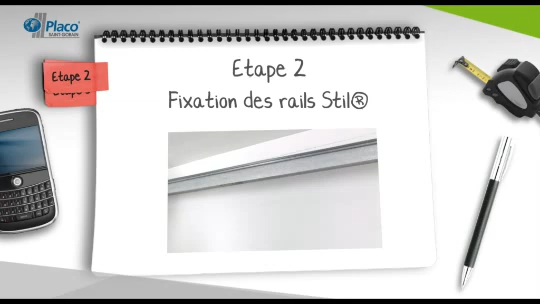 Placo®
SAINT-GOBAIN
Etape 2
Etape 2
Fixation des rails Stil®